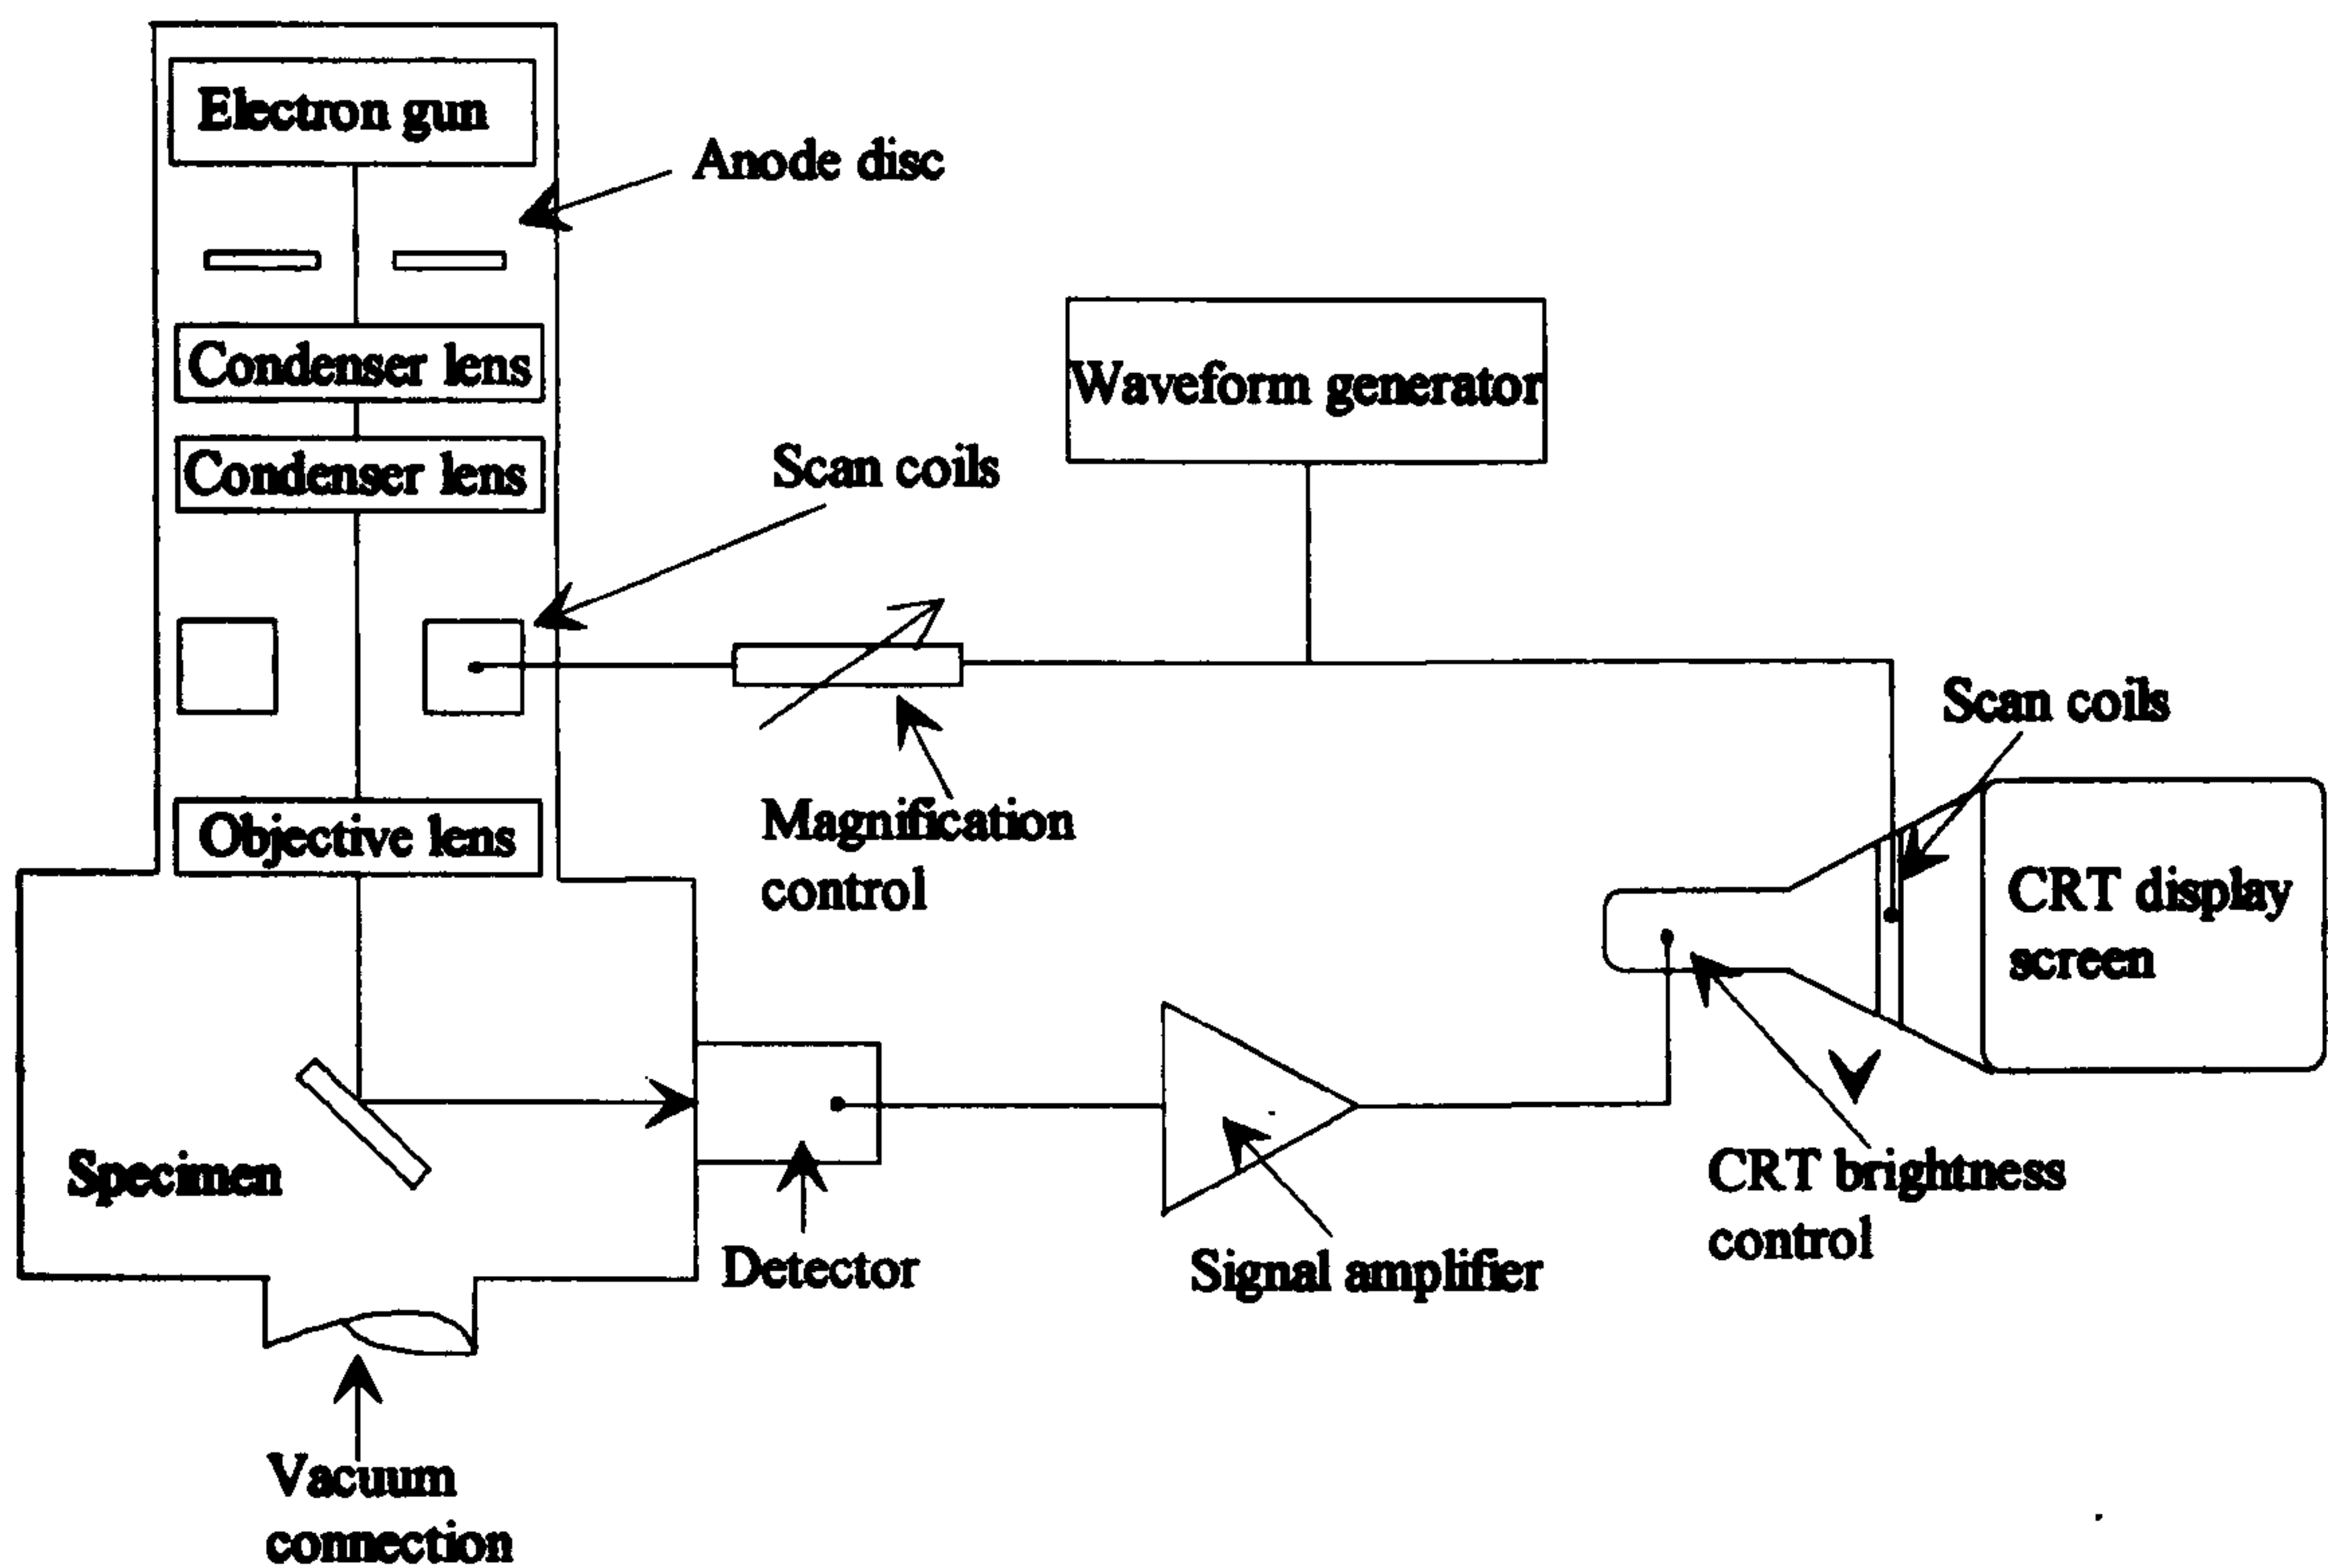 Electron gun
Anode disc
Condenser lens
Waveform generator
Condenser lens
Scan coils
Scan coils
Magnification
control
Objective lens
CRT display
screen
Specimen
CRT brightness
control
Detector
Signal amplifier
Vacuum
connection